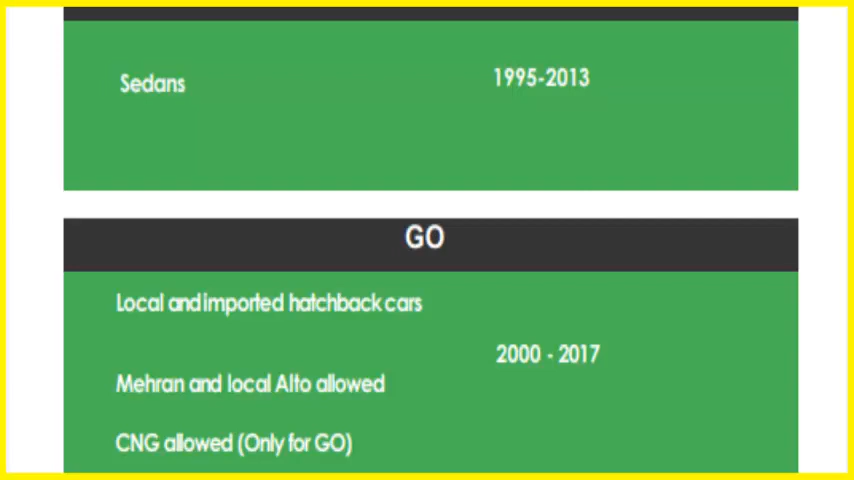 Sedans 1995-2013
GO
Local and imported hatchback cars
2000 - 2017
Mehran and local Alto allowed
CNG allowed (Only for GO)